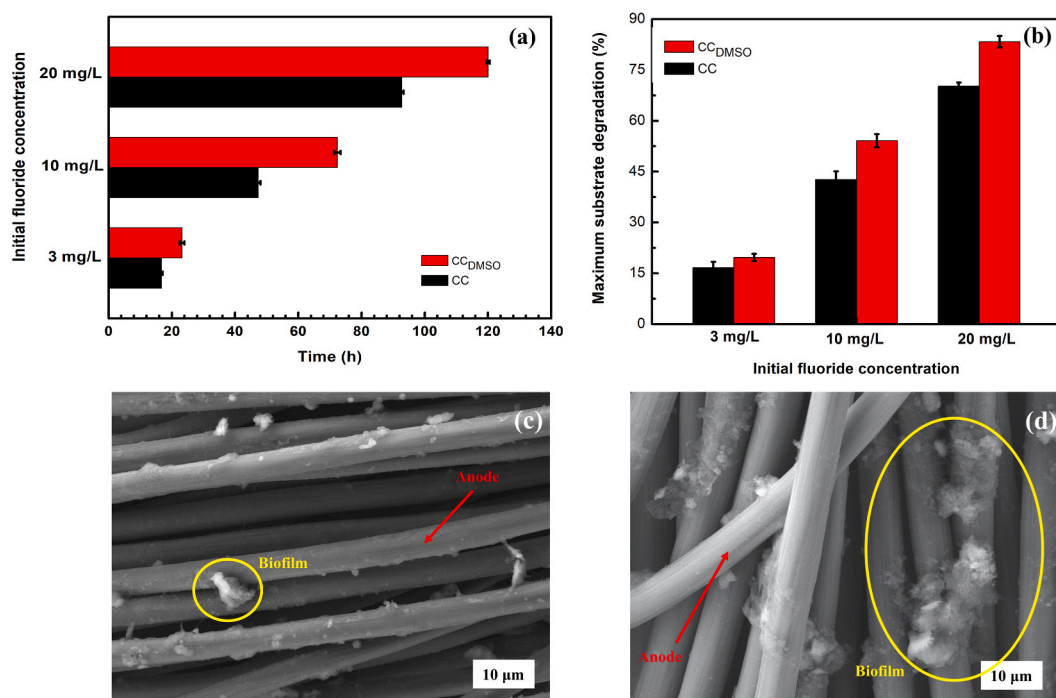 (a)
Initial fluoride concentration
20 mg/L
10 mg/L
3 mg/L
CC_DMSO
CC
0 20 40 60 80 100 120 140
Time (h)
(b)
Maximum substrate degradation (%)
90
75
60
45
30
15
0
CC_DMSO
CC
3 mg/L 10 mg/L 20 mg/L
Initial fluoride concentration
(c)
Anode
Biofilm
10 µm
(d)
Anode
Biofilm
10 µm